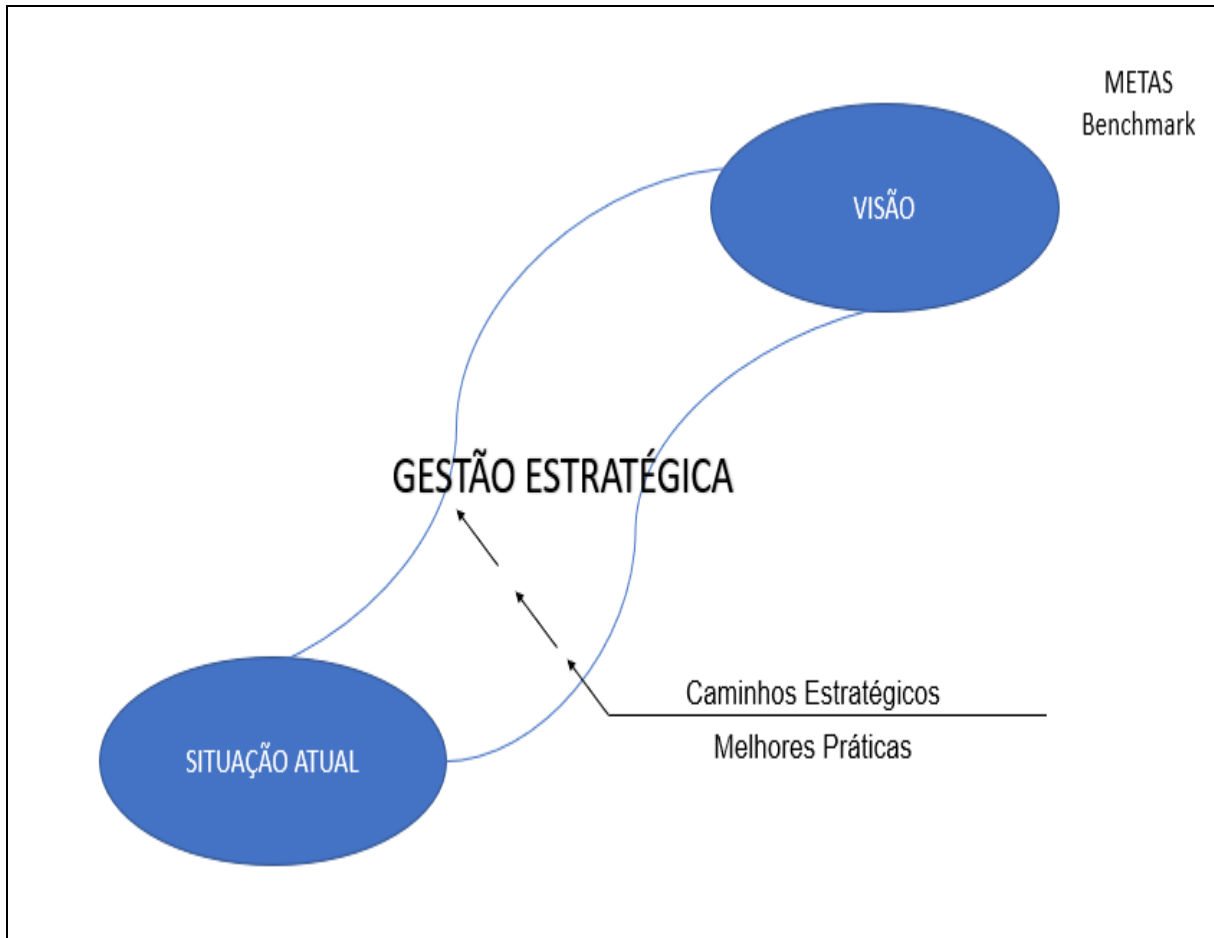 METAS
Benchmark
VISÃO
GESTÃO ESTRATÉGICA
Caminhos Estratégicos
Melhores Práticas
SITUAÇÃO ATUAL